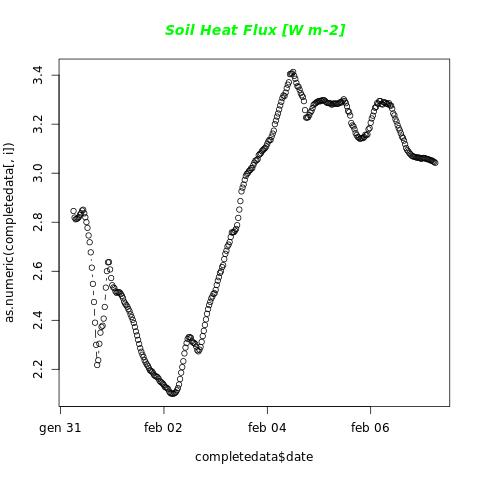 Soil Heat Flux [W m-2]
as.numeric(completedata[, i])
3.4
3.2
3.0
2.8
2.6
2.4
2.2
gen 31 feb 02 feb 04 feb 06
completedata$date